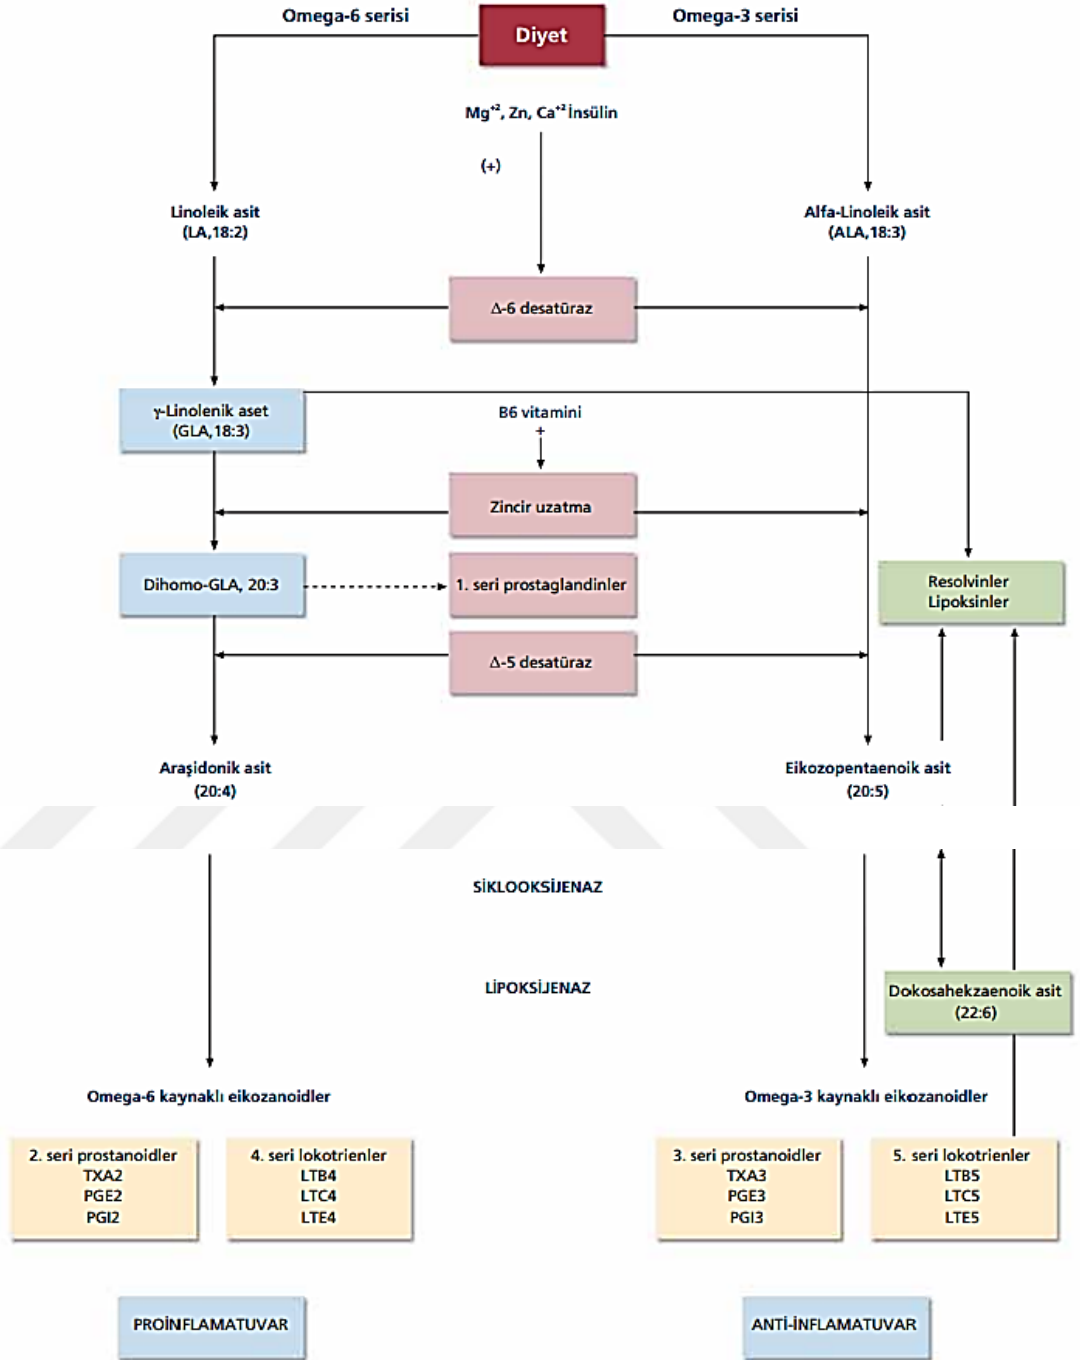 Omega-6 serisi
Diyet
Omega-3 serisi
Mg+2, Zn, Ca+2 İnsülin
(+)
Linoleik asit
(LA,18:2)
Alfa-Linoleik asit
(ALA,18:3)
Δ-6 desatüraz
γ-Linolenik aset
(GLA,18:3)
B6 vitamini
+
Zincir uzatma
Dihomo-GLA, 20:3
1. seri prostaglandinler
Resolvinler
Lipoksinler
Δ-5 desatüraz
Araşidonik asit
(20:4)
Eikozopentaenoik asit
(20:5)
SİKLOOKSİJENAZ
LİPOKSİJENAZ
Dokosahekzaenoik asit
(22:6)
Omega-6 kaynaklı eikozanoidler
Omega-3 kaynaklı eikozanoidler
2. seri prostanoidler
TXA2
PGE2
PGI2
4. seri lokotrienler
LTB4
LTC4
LTE4
3. seri prostanoidler
TXA3
PGE3
PGI3
5. seri lokotrienler
LTB5
LTC5
LTE5
PROİNFLAMATUVAR
ANTİ-İNFLAMATUVAR